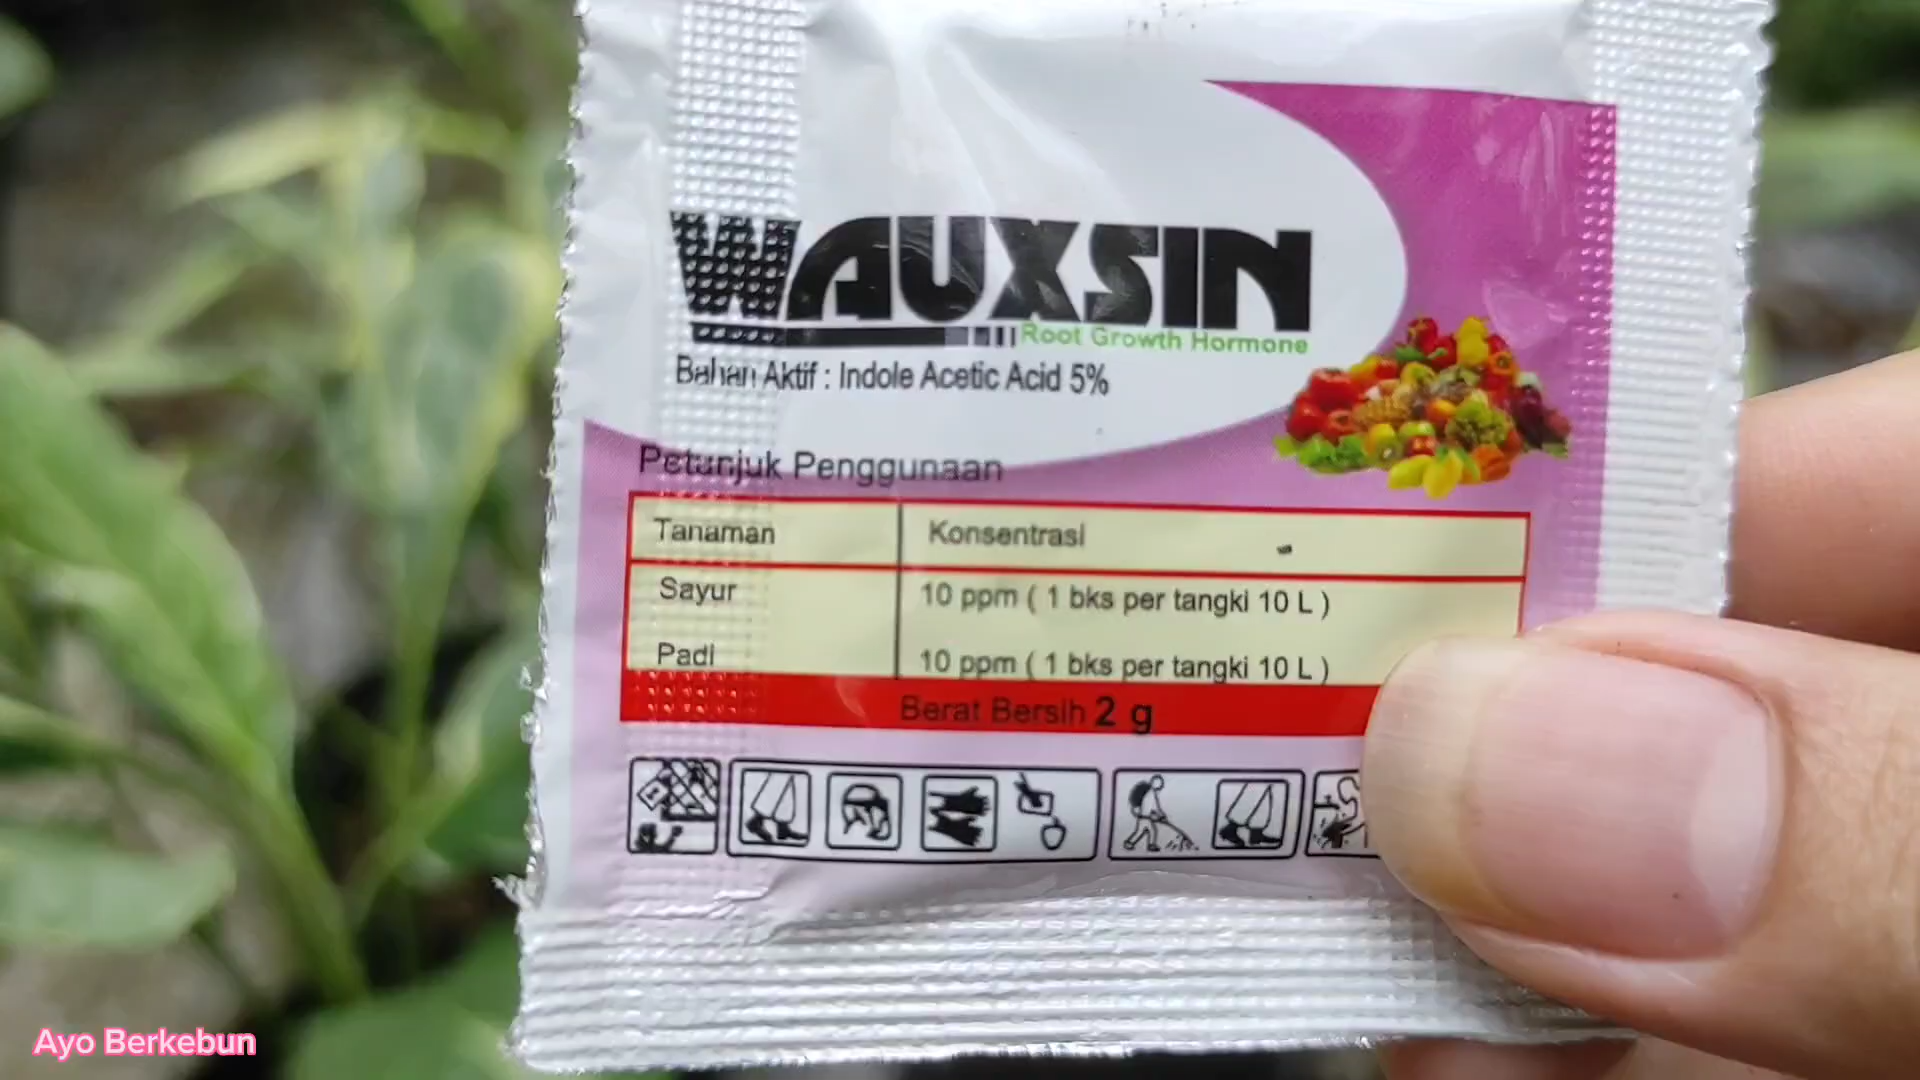 WAUXSIN
Root Growth Hormone
Bahan Aktif : Indole Acetic Acid 5%
Petunjuk Penggunaan
Tanaman Konsentrasi
Sayur 10 ppm ( 1 bks per tangki 10 L )
Padi 10 ppm ( 1 bks per tangki 10 L )
Berat Bersih 2 g
Ayo Berkebun